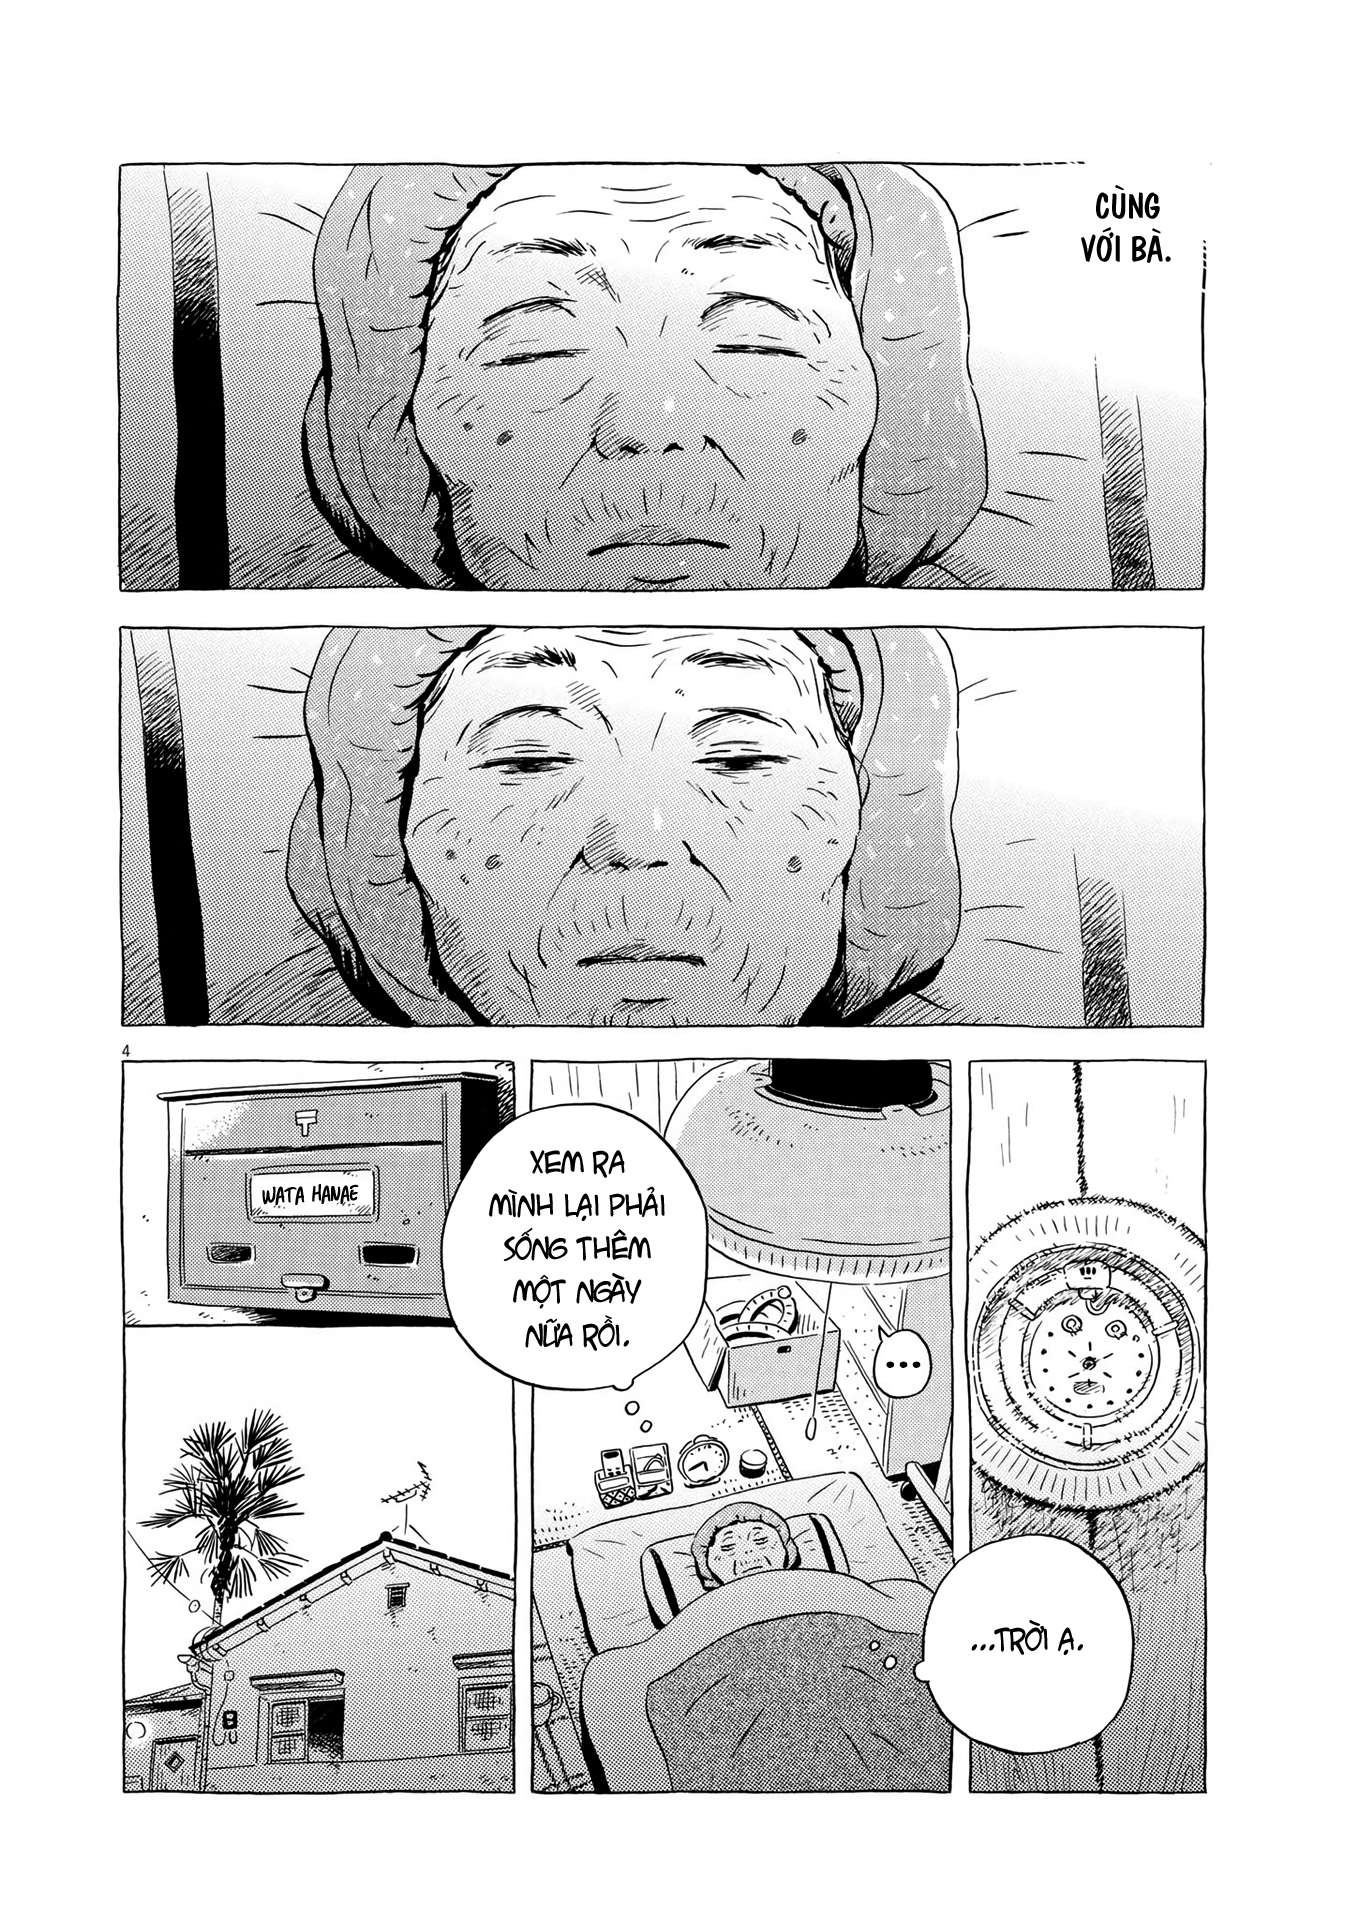 CÙNG
VỚI BÀ.
4
...TRỜI Ạ.
...
XEM RA
MÌNH LẠI PHẢI
SỐNG THÊM
MỘT NGÀY
NỮA RỒI.
〒
WATA HANAE